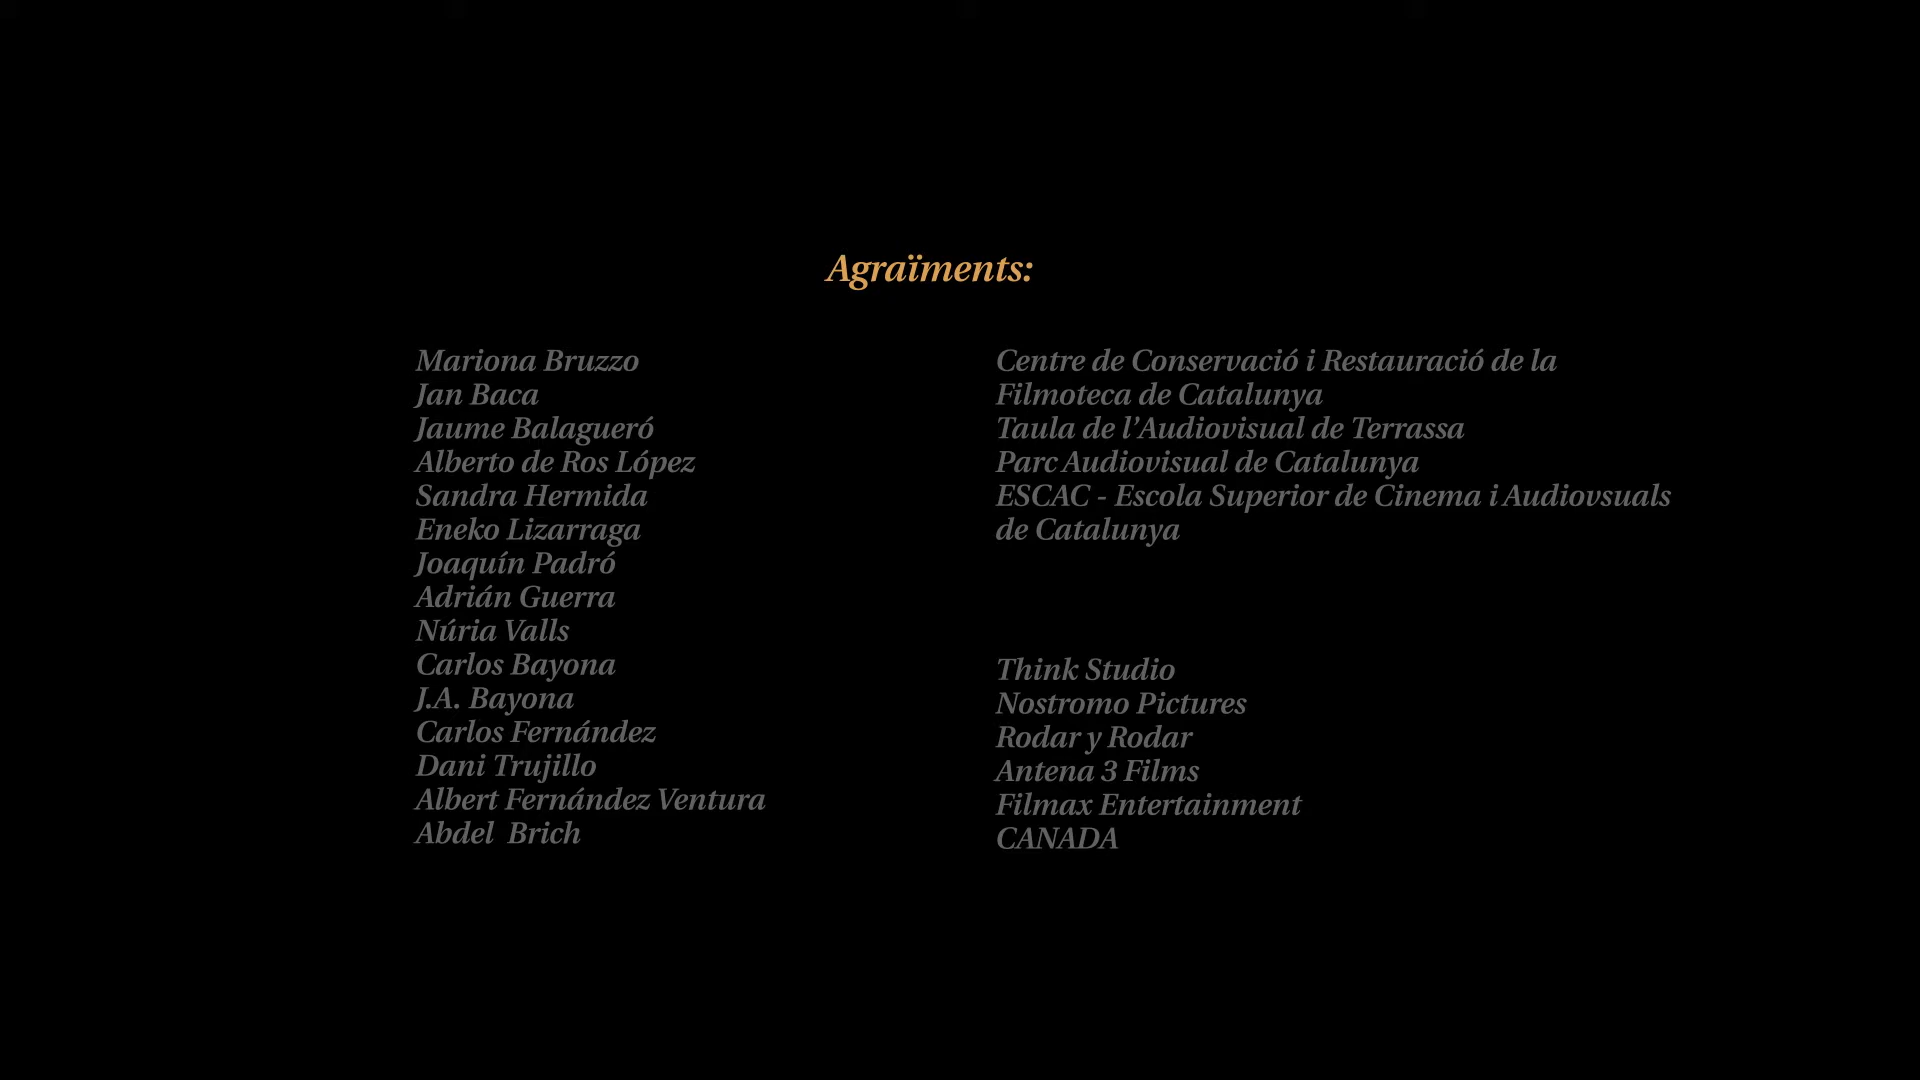 Agraïments:
Mariona Bruzzo
Jan Baca
Jaume Balagueró
Alberto de Ros López
Sandra Hermida
Eneko Lizarraga
Joaquín Padró
Adrián Guerra
Núria Valls
Carlos Bayona
J.A. Bayona
Carlos Fernández
Dani Trujillo
Albert Fernández Ventura
Abdel Brich
Centre de Conservació i Restauració de la
Filmoteca de Catalunya
Taula de l’Audiovisual de Terrassa
Parc Audiovisual de Catalunya
ESCAC - Escola Superior de Cinema i Audiovsuals
de Catalunya
Think Studio
Nostromo Pictures
Rodar y Rodar
Antena 3 Films
Filmax Entertainment
CANADA